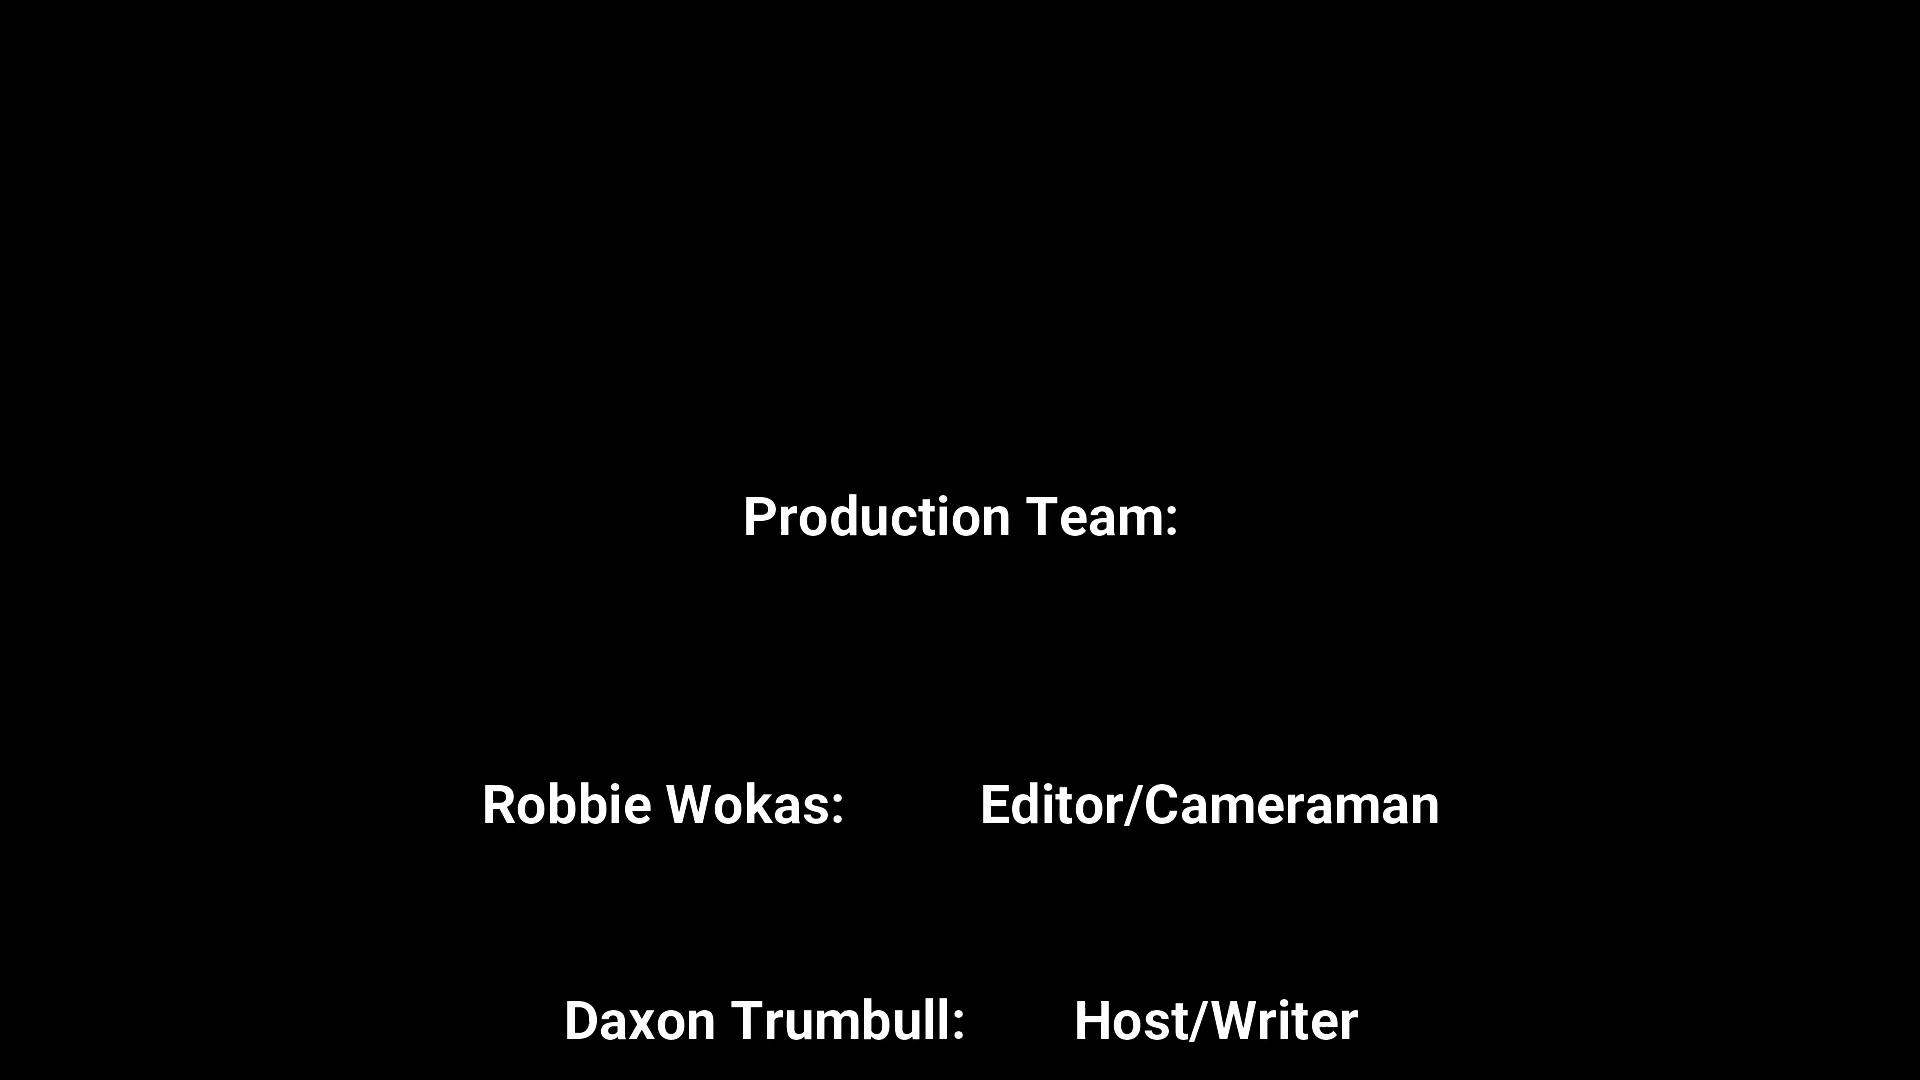 Production Team:
Robbie Wokas: Editor/Cameraman
Daxon Trumbull: Host/Writer